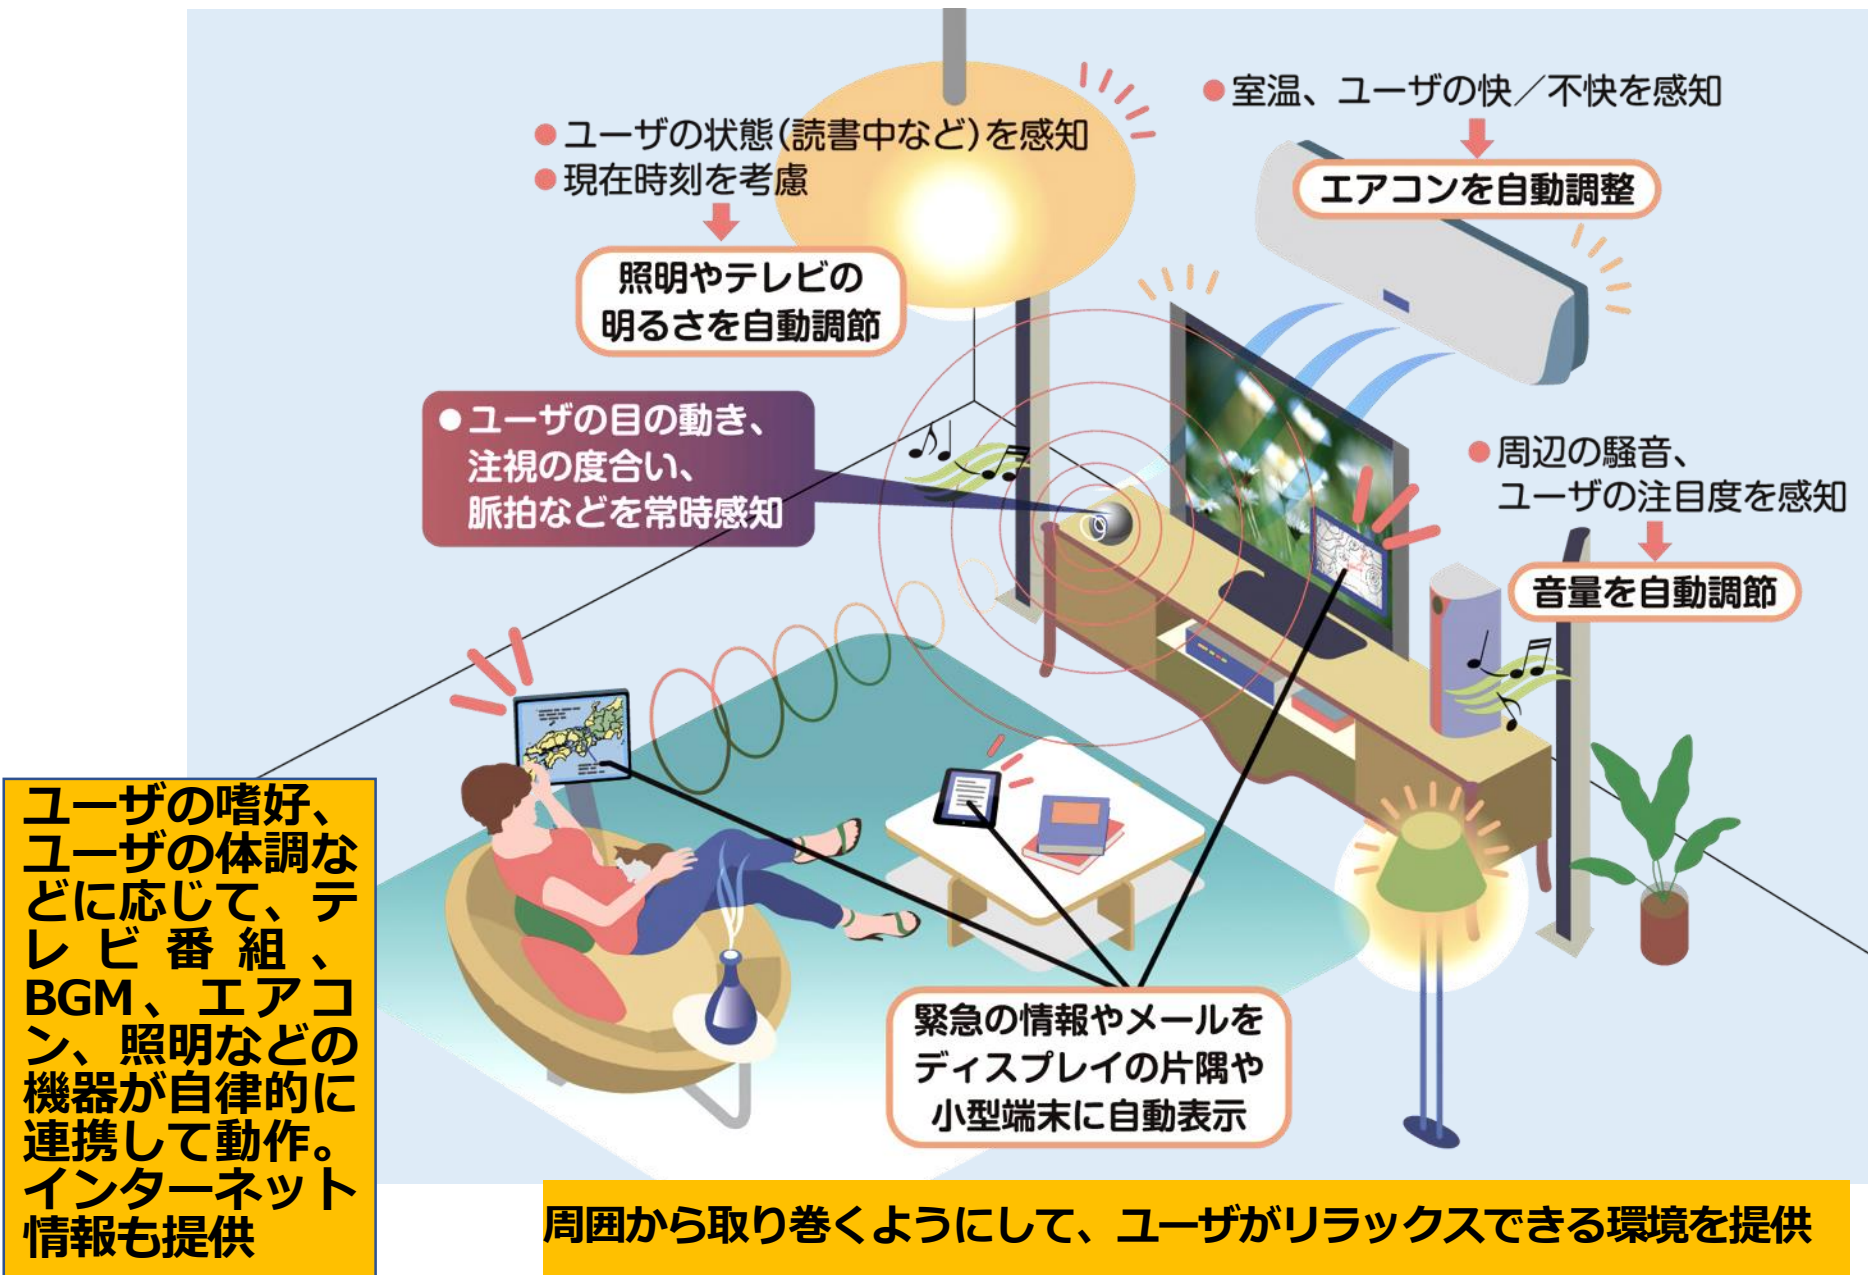 ●ユーザの状態(読書中など)を感知
●現在時刻を考慮
照明やテレビの
明るさを自動調節
●室温、ユーザの快／不快を感知
エアコンを自動調整
●ユーザの目の動き、
注視の度合い、
脈拍などを常時感知
●周辺の騒音、
ユーザの注目度を感知
音量を自動調節
緊急の情報やメールを
ディスプレイの片隅や
小型端末に自動表示
ユーザの嗜好、
ユーザの体調な
どに応じて、テ
レビ番組、
BGM、エアコ
ン、照明などの
機器が自律的に
連携して動作。
インターネット
情報も提供
周囲から取り巻くようにして、ユーザがリラックスできる環境を提供